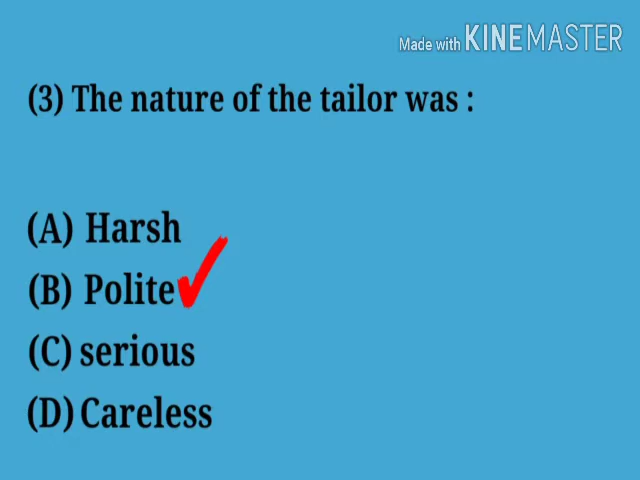 Made with KINEMASTER
(3) The nature of the tailor was :
(A) Harsh
(B) Polite
(C) serious
(D) Careless